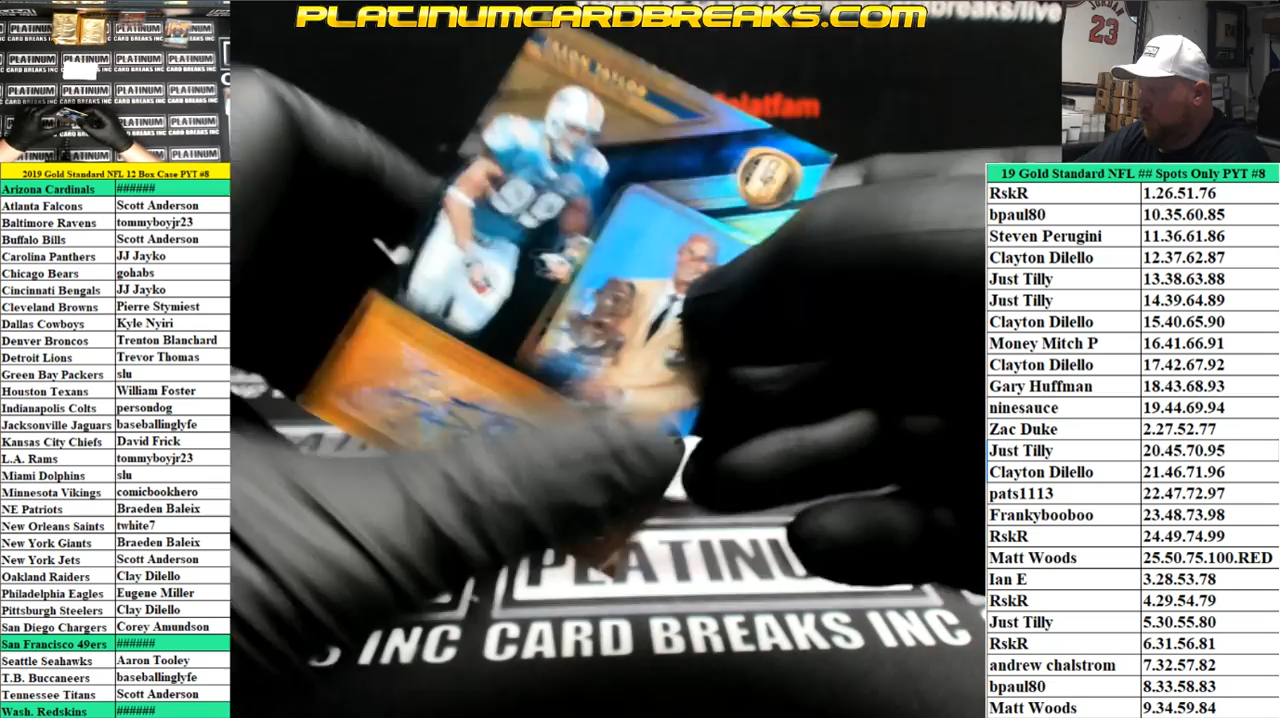 PLATINUMCARDBREAKS.COM
breaks/live
#platfam
JORDAN
23
2019 Gold Standard NFL 12 Box Case PYT #8
Arizona Cardinals ######
Atlanta Falcons Scott Anderson
Baltimore Ravens tommyboyjr23
Buffalo Bills Scott Anderson
Carolina Panthers JJ Jayko
Chicago Bears gohabs
Cincinnati Bengals JJ Jayko
Cleveland Browns Pierre Stymiest
Dallas Cowboys Kyle Nyiri
Denver Broncos Trenton Blanchard
Detroit Lions Trevor Thomas
Green Bay Packers slu
Houston Texans William Foster
Indianapolis Colts persondog
Jacksonville Jaguars baseballinglyfe
Kansas City Chiefs David Frick
L.A. Rams tommyboyjr23
Miami Dolphins slu
Minnesota Vikings comicbookhero
NE Patriots Braeden Baleix
New Orleans Saints twhite7
New York Giants Braeden Baleix
New York Jets Scott Anderson
Oakland Raiders Clay Dilello
Philadelphia Eagles Eugene Miller
Pittsburgh Steelers Clay Dilello
San Diego Chargers Corey Amundson
San Francisco 49ers ######
Seattle Seahawks Aaron Tooley
T.B. Buccaneers baseballinglyfe
Tennessee Titans Scott Anderson
Wash. Redskins ######
99
PLATINU
INC CARD BREAKS INC
19 Gold Standard NFL ## Spots Only PYT #8
RskR 1.26.51.76
bpaul80 10.35.60.85
Steven Perugini 11.36.61.86
Clayton Dilello 12.37.62.87
Just Tilly 13.38.63.88
Just Tilly 14.39.64.89
Clayton Dilello 15.40.65.90
Money Mitch P 16.41.66.91
Clayton Dilello 17.42.67.92
Gary Huffman 18.43.68.93
ninesauce 19.44.69.94
Zac Duke 2.27.52.77
Just Tilly 20.45.70.95
Clayton Dilello 21.46.71.96
pats1113 22.47.72.97
Frankybooboo 23.48.73.98
RskR 24.49.74.99
Matt Woods 25.50.75.100.RED
Ian E 3.28.53.78
RskR 4.29.54.79
Just Tilly 5.30.55.80
RskR 6.31.56.81
andrew chalstrom 7.32.57.82
bpaul80 8.33.58.83
Matt Woods 9.34.59.84